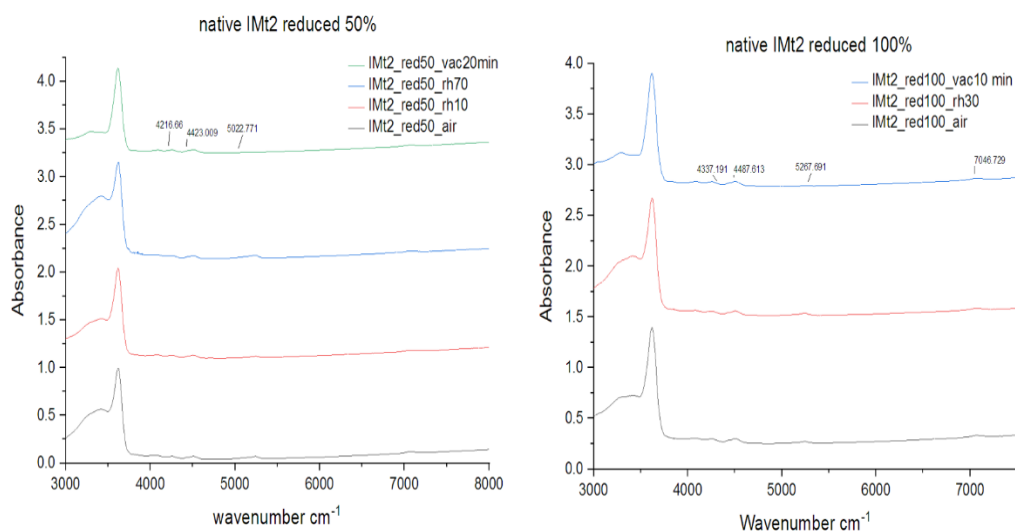 native IMt2 reduced 50%
IMt2_red50_vac20min
IMt2_red50_rh70
IMt2_red50_rh10
IMt2_red50_air
4216.66
4423.009
5022.771
4.0
3.5
3.0
2.5
2.0
1.5
1.0
0.5
0.0
Absorbance
3000 4000 5000 6000 7000 8000
wavenumber cm⁻¹
native IMt2 reduced 100%
IMt2_red100_vac10 min
IMt2_red100_rh30
IMt2_red100_air
4337.191
4487.613
5267.691
7046.729
4.0
3.5
3.0
2.5
2.0
1.5
1.0
0.5
0.0
Absorbance
3000 4000 5000 6000 7000
Wavenumber cm⁻¹